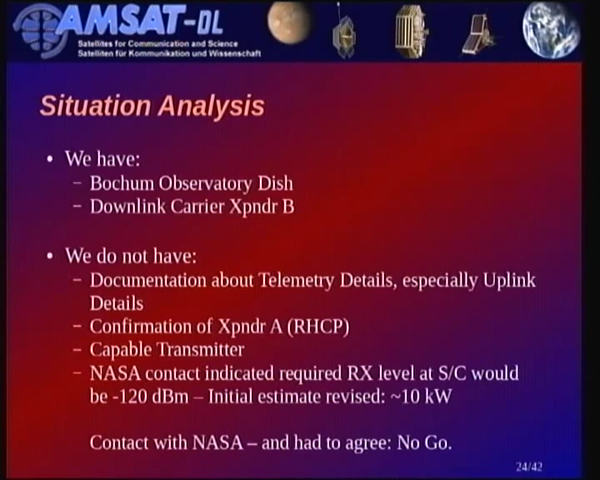 AMSAT-DL
Satellites for Communication and Science
Satelliten für Kommunikation und Wissenschaft
Situation Analysis
• We have:
– Bochum Observatory Dish
– Downlink Carrier Xpndr B
• We do not have:
– Documentation about Telemetry Details, especially Uplink
Details
– Confirmation of Xpndr A (RHCP)
– Capable Transmitter
– NASA contact indicated required RX level at S/C would
be -120 dBm – Initial estimate revised: ~10 kW
Contact with NASA – and had to agree: No Go.
24/42